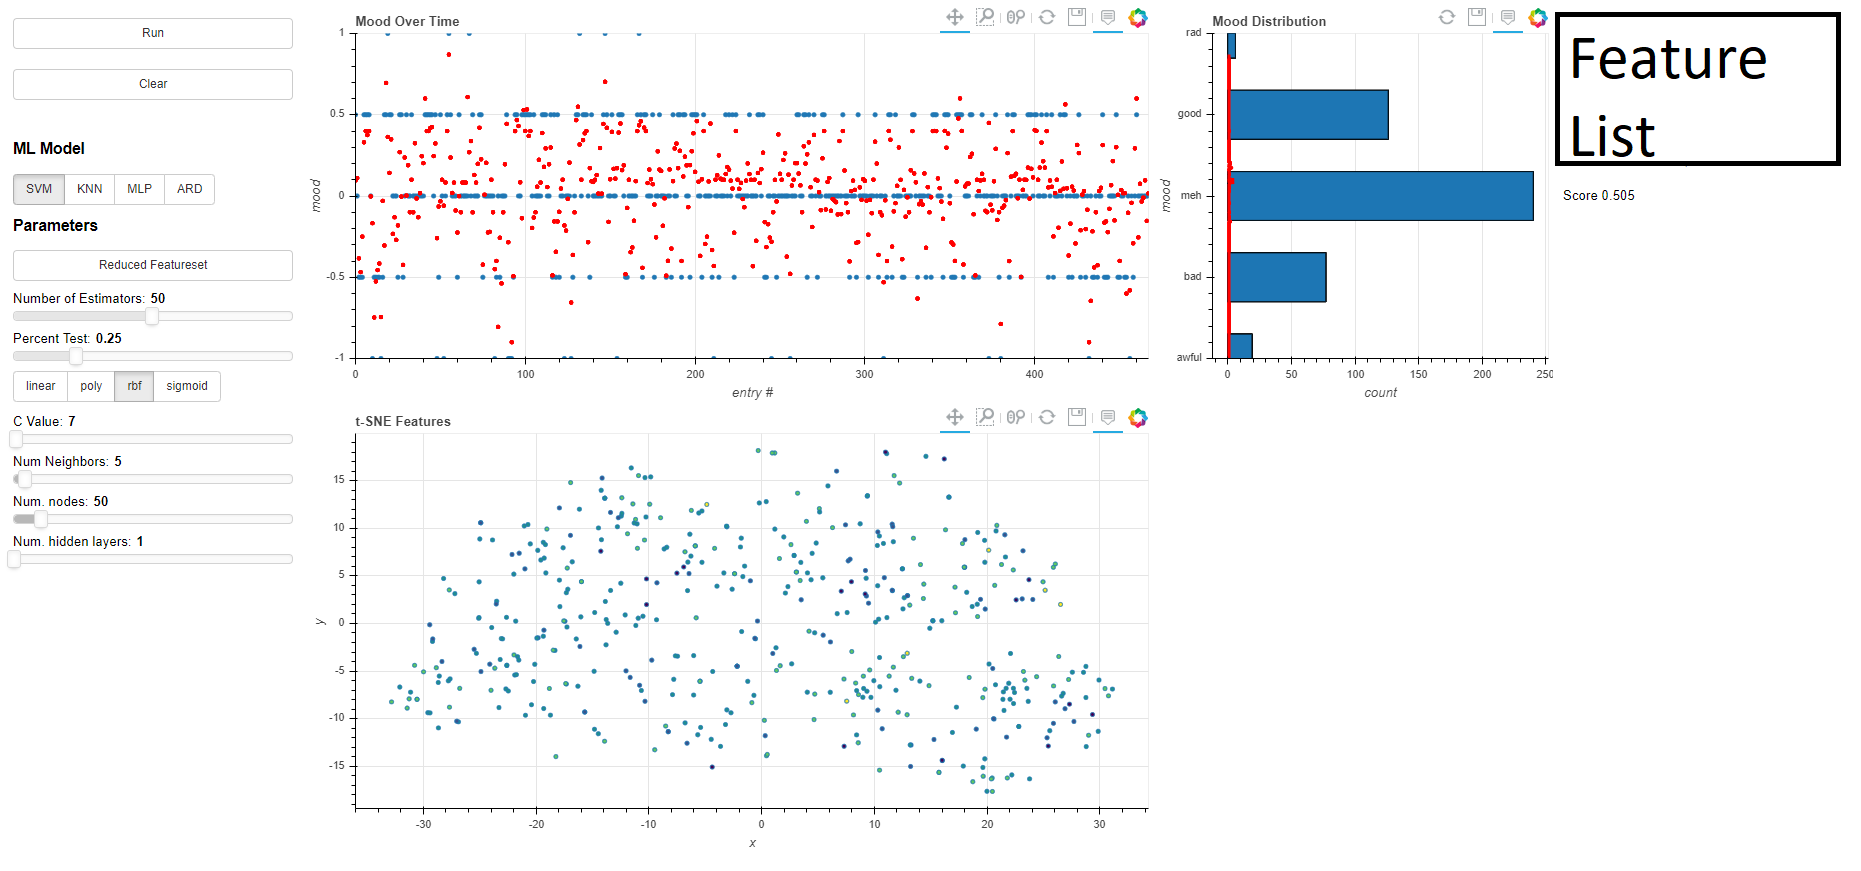 Run
Clear
ML Model
SVM KNN MLP ARD
Parameters
Reduced Featureset
Number of Estimators: 50
Percent Test: 0.25
linear poly rbf sigmoid
C Value: 7
Num Neighbors: 5
Num. nodes: 50
Num. hidden layers: 1
Mood Over Time
1
0.5
0
-0.5
-1
mood
0 100 200 300 400
entry #
Mood Distribution
rad
good
meh
bad
awful
mood
0 50 100 150 200 250
count
Feature
List
Score 0.505
t-SNE Features
15
10
5
0
-5
-10
-15
y
-30 -20 -10 0 10 20 30
x